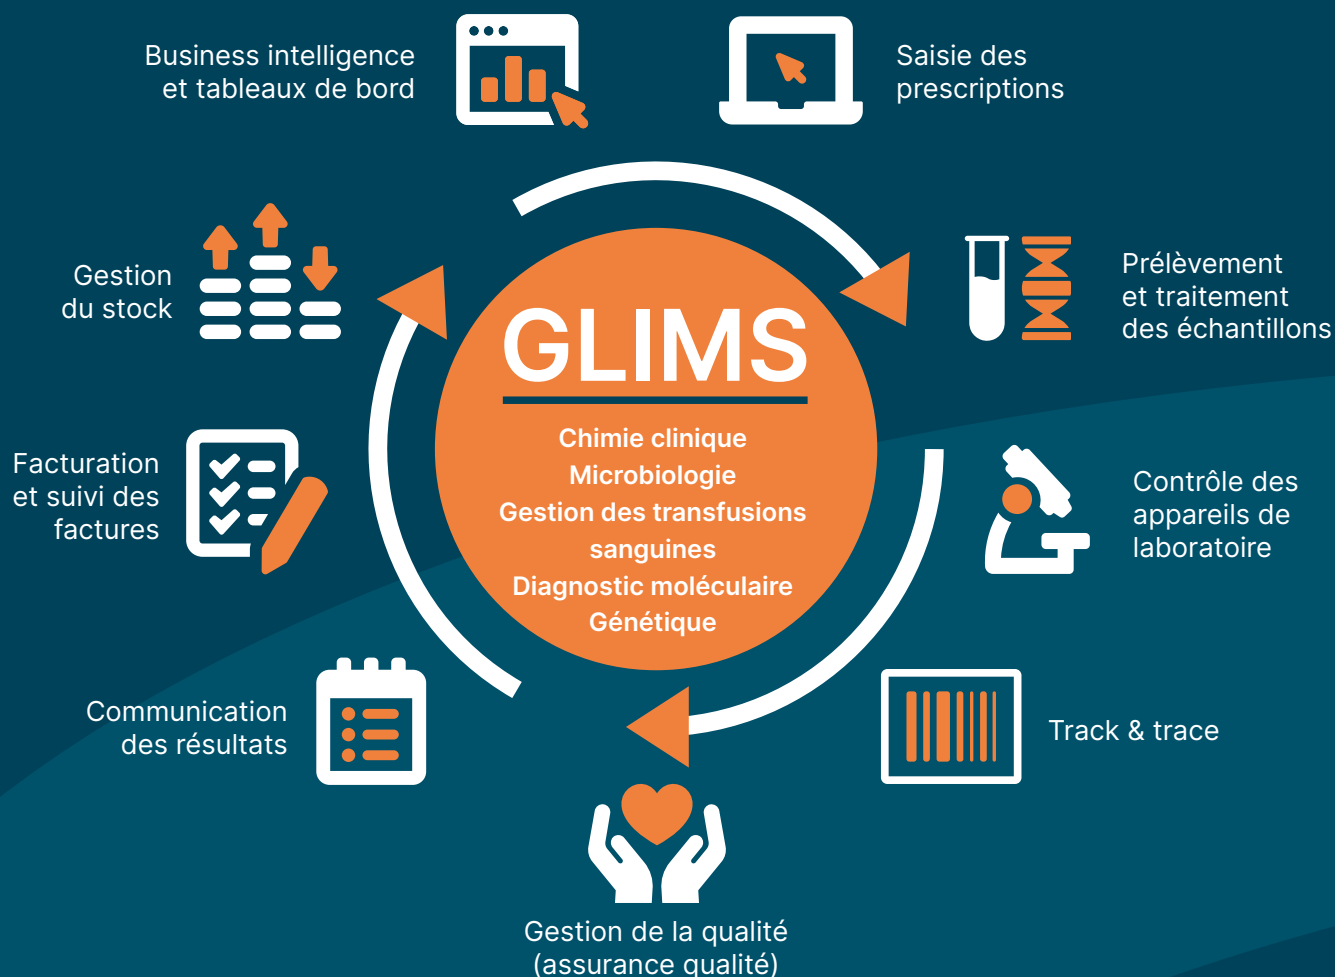 Business intelligence
et tableaux de bord
Saisie des
prescriptions
Prélèvement
et traitement
des échantillons
Contrôle des
appareils de
laboratoire
Track & trace
Gestion de la qualité
(assurance qualité)
Communication
des résultats
Facturation
et suivi des
factures
Gestion
du stock
GLIMS
Chimie clinique
Microbiologie
Gestion des transfusions
sanguines
Diagnostic moléculaire
Génétique